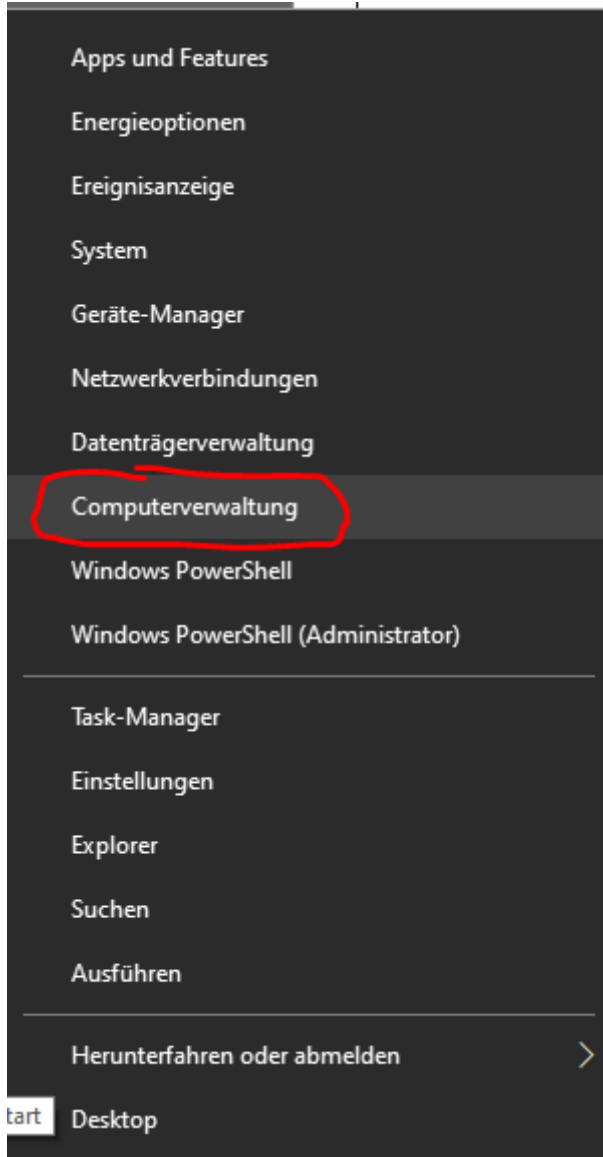 Apps und Features
Energieoptionen
Ereignisanzeige
System
Geräte-Manager
Netzwerkverbindungen
Datenträgerverwaltung
Computerverwaltung
Windows PowerShell
Windows PowerShell (Administrator)
Task-Manager
Einstellungen
Explorer
Suchen
Ausführen
Herunterfahren oder abmelden
tart Desktop